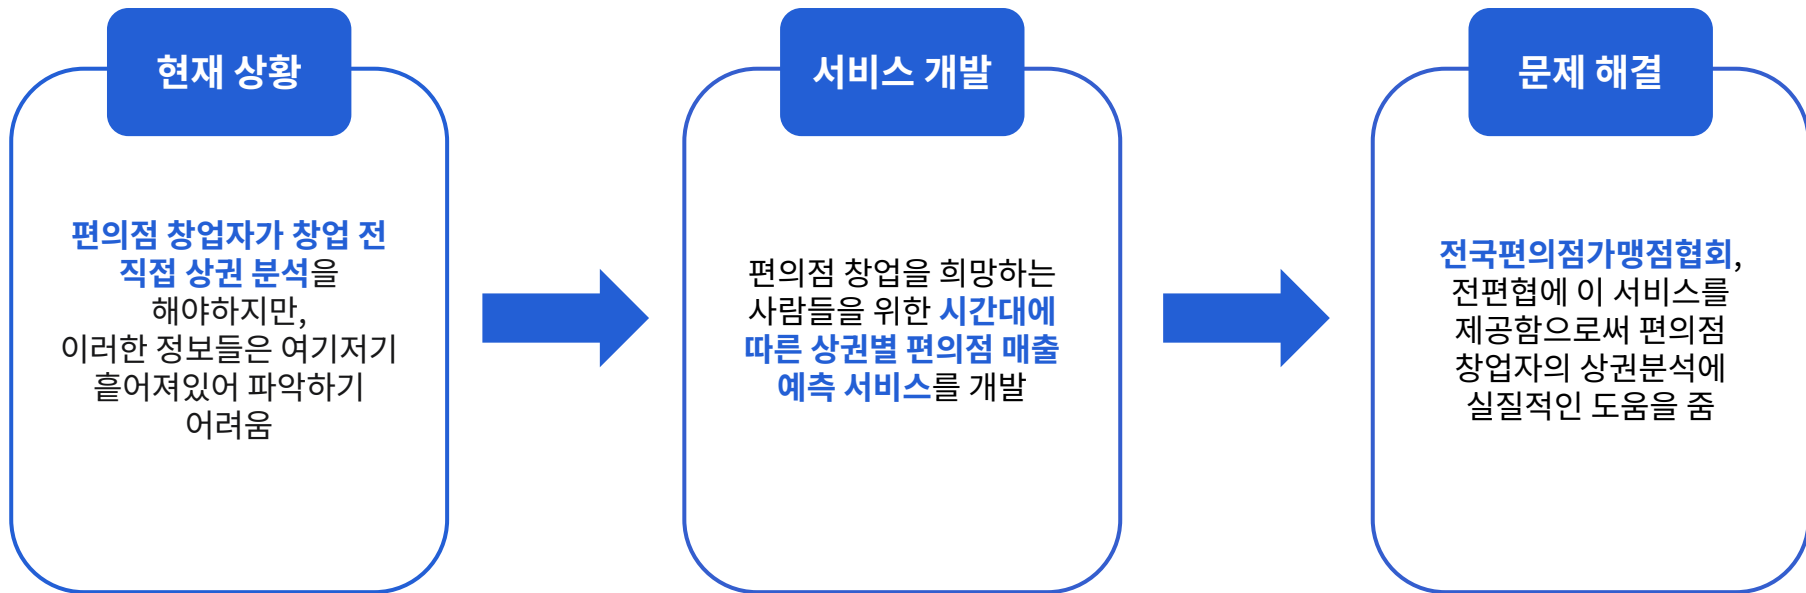 현재 상황
편의점 창업자가 창업 전
직접 상권 분석을
해야하지만,
이러한 정보들은 여기저기
흩어져있어 파악하기
어려움
서비스 개발
편의점 창업을 희망하는
사람들을 위한 시간대에
따른 상권별 편의점 매출
예측 서비스를 개발
문제 해결
전국편의점가맹점협회,
전편협에 이 서비스를
제공함으로써 편의점
창업자의 상권분석에
실질적인 도움을 줌